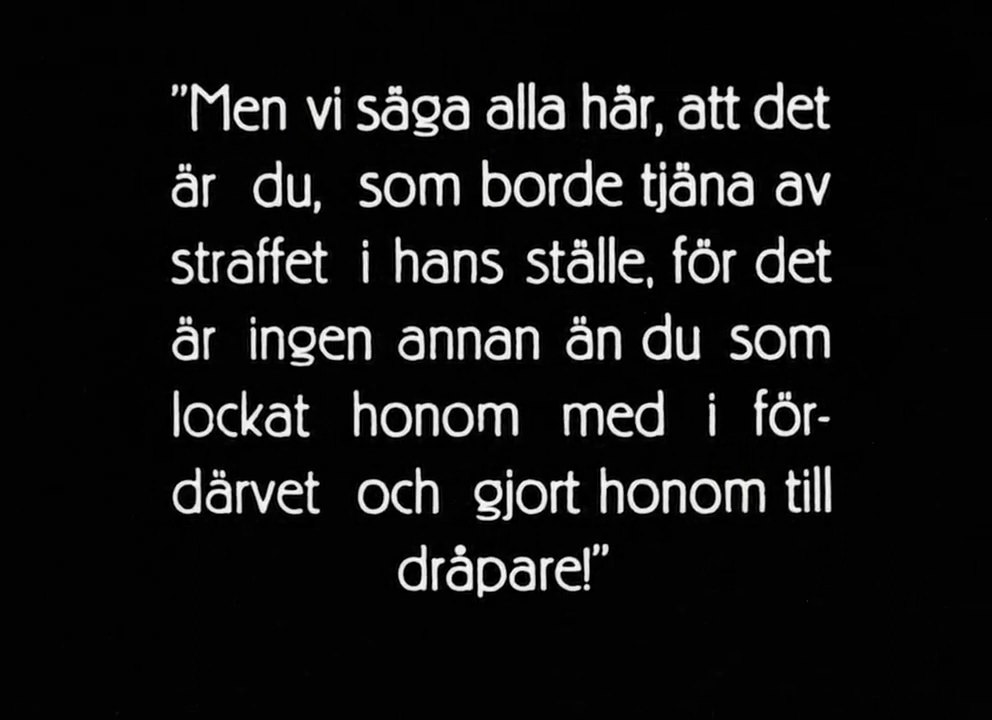 "Men vi säga alla här, att det
är du, som borde tjäna av
straffet i hans ställe, för det
är ingen annan än du som
lockat honom med i för-
därvet och gjort honom till
dråpare!"